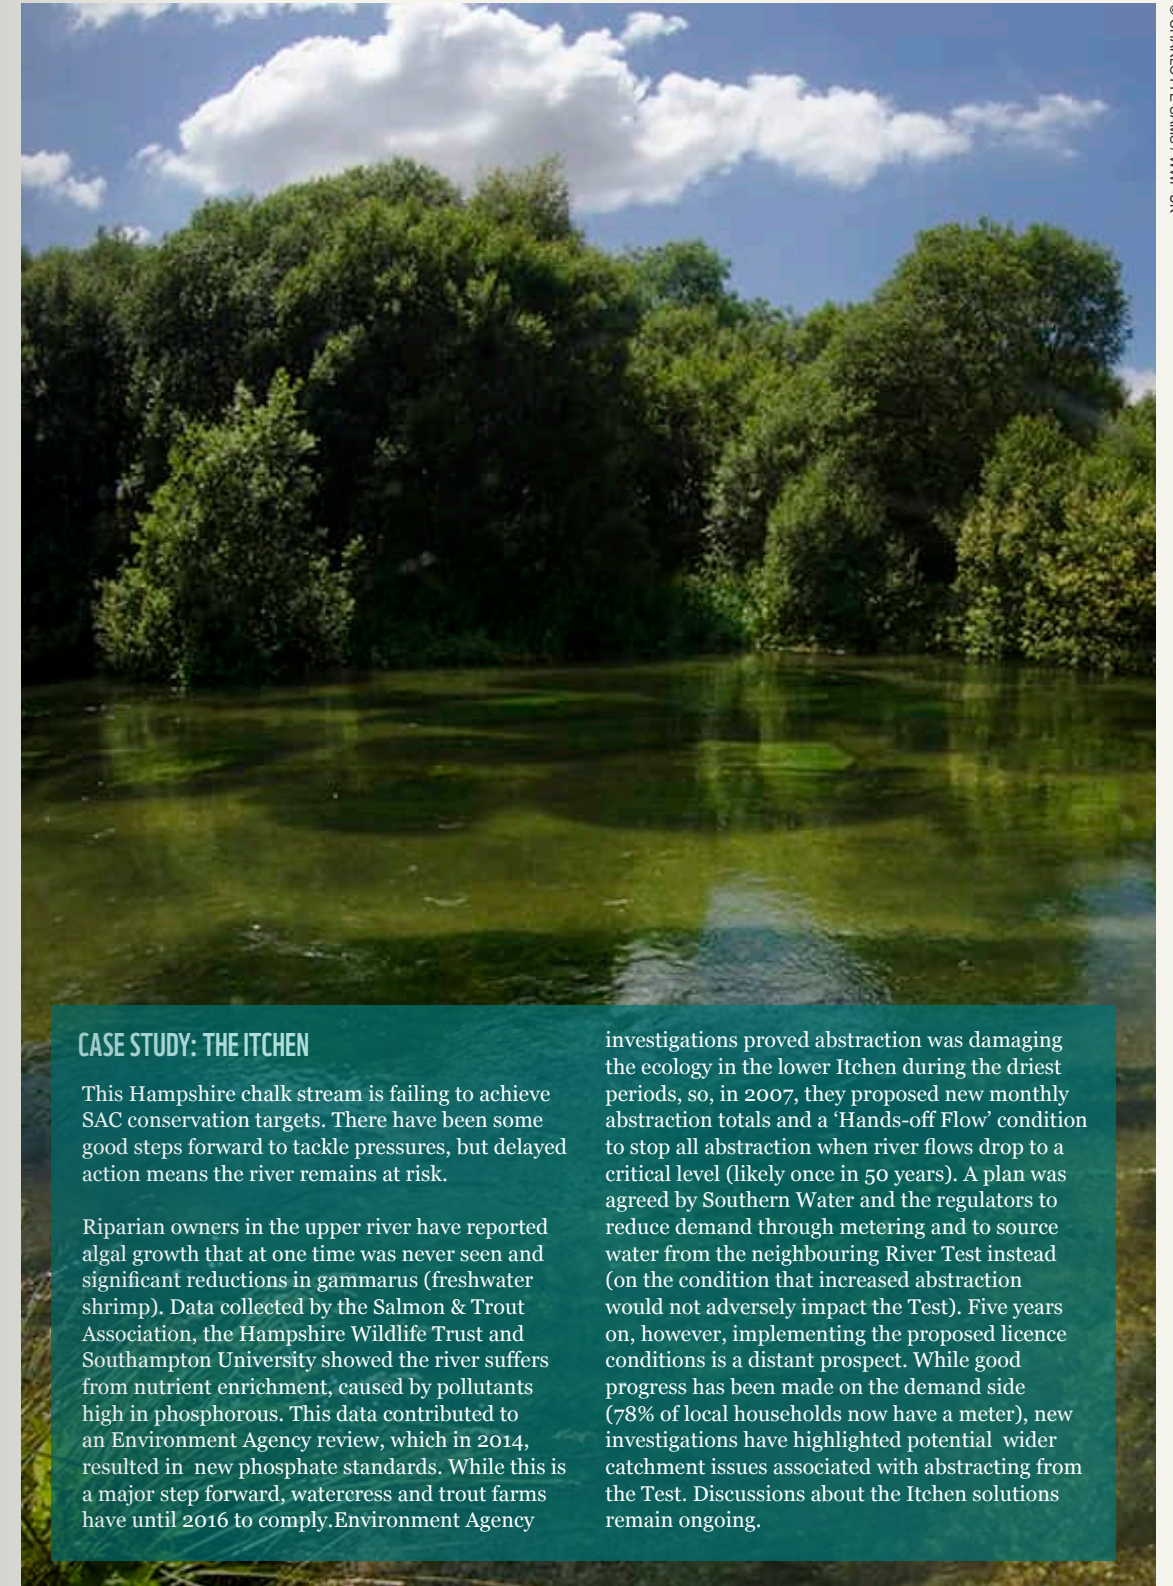 CASE STUDY: THE ITCHEN
This Hampshire chalk stream is failing to achieve
SAC conservation targets. There have been some
good steps forward to tackle pressures, but delayed
action means the river remains at risk.
Riparian owners in the upper river have reported
algal growth that at one time was never seen and
significant reductions in gammarus (freshwater
shrimp). Data collected by the Salmon & Trout
Association, the Hampshire Wildlife Trust and
Southampton University showed the river suffers
from nutrient enrichment, caused by pollutants
high in phosphorous. This data contributed to
an Environment Agency review, which in 2014,
resulted in  new phosphate standards. While this is
a major step forward, watercress and trout farms
have until 2016 to comply.Environment Agency
investigations proved abstraction was damaging
the ecology in the lower Itchen during the driest
periods, so, in 2007, they proposed new monthly
abstraction totals and a ‘Hands-off Flow’ condition
to stop all abstraction when river flows drop to a
critical level (likely once in 50 years). A plan was
agreed by Southern Water and the regulators to
reduce demand through metering and to source
water from the neighbouring River Test instead
(on the condition that increased abstraction
would not adversely impact the Test). Five years
on, however, implementing the proposed licence
conditions is a distant prospect. While good
progress has been made on the demand side
(78% of local households now have a meter), new
investigations have highlighted potential  wider
catchment issues associated with abstracting from
the Test. Discussions about the Itchen solutions
remain ongoing.